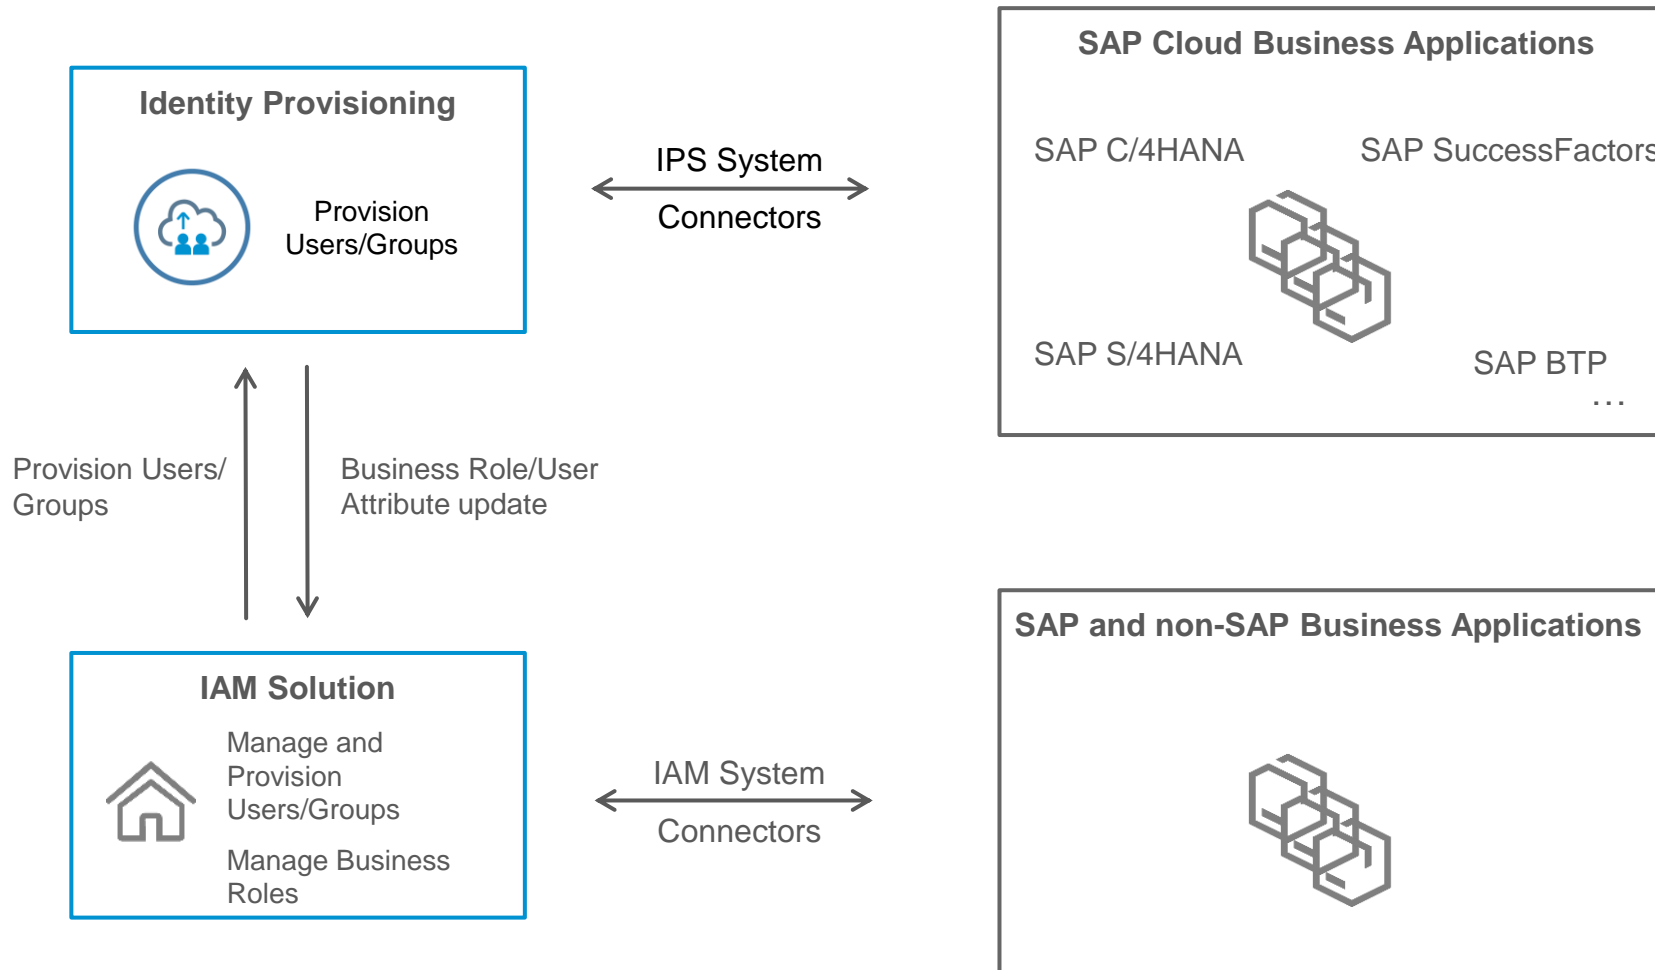 SAP Cloud Business Applications
Identity Provisioning
Provision
Users/Groups
IPS System
Connectors
SAP C/4HANA
SAP SuccessFactors
SAP S/4HANA
SAP BTP
...
Provision Users/
Groups
Business Role/User
Attribute update
IAM Solution
Manage and
Provision
Users/Groups
Manage Business
Roles
IAM System
Connectors
SAP and non-SAP Business Applications